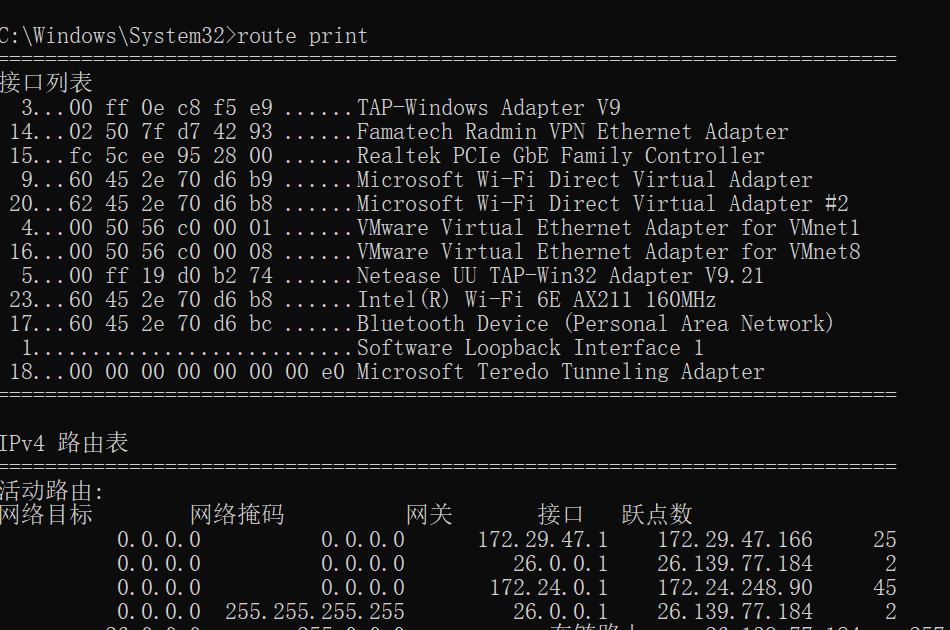 C:\Windows\System32>route print
===========================================================================
接口列表
3...00 ff 0e c8 f5 e9 ......TAP-Windows Adapter V9
14...02 50 7f d7 42 93 ......Famatech Radmin VPN Ethernet Adapter
15...fc 5c ee 95 28 00 ......Realtek PCIe GbE Family Controller
9...60 45 2e 70 d6 b9 ......Microsoft Wi-Fi Direct Virtual Adapter
20...62 45 2e 70 d6 b8 ......Microsoft Wi-Fi Direct Virtual Adapter #2
4...00 50 56 c0 00 01 ......VMware Virtual Ethernet Adapter for VMnet1
16...00 50 56 c0 00 08 ......VMware Virtual Ethernet Adapter for VMnet8
5...00 ff 19 d0 b2 74 ......Netease UU TAP-Win32 Adapter V9.21
23...60 45 2e 70 d6 b8 ......Intel(R) Wi-Fi 6E AX211 160MHz
17...60 45 2e 70 d6 bc ......Bluetooth Device (Personal Area Network)
1...........................Software Loopback Interface 1
18...00 00 00 00 00 00 00 e0 Microsoft Teredo Tunneling Adapter
===========================================================================
IPv4 路由表
===========================================================================
活动路由:
网络目标 网络掩码 网关 接口 跃点数
0.0.0.0 0.0.0.0 172.29.47.1 172.29.47.166 25
0.0.0.0 0.0.0.0 26.0.0.1 26.139.77.184 2
0.0.0.0 0.0.0.0 172.24.0.1 172.24.248.90 45
0.0.0.0 255.255.255.255 26.0.0.1 26.139.77.184 2